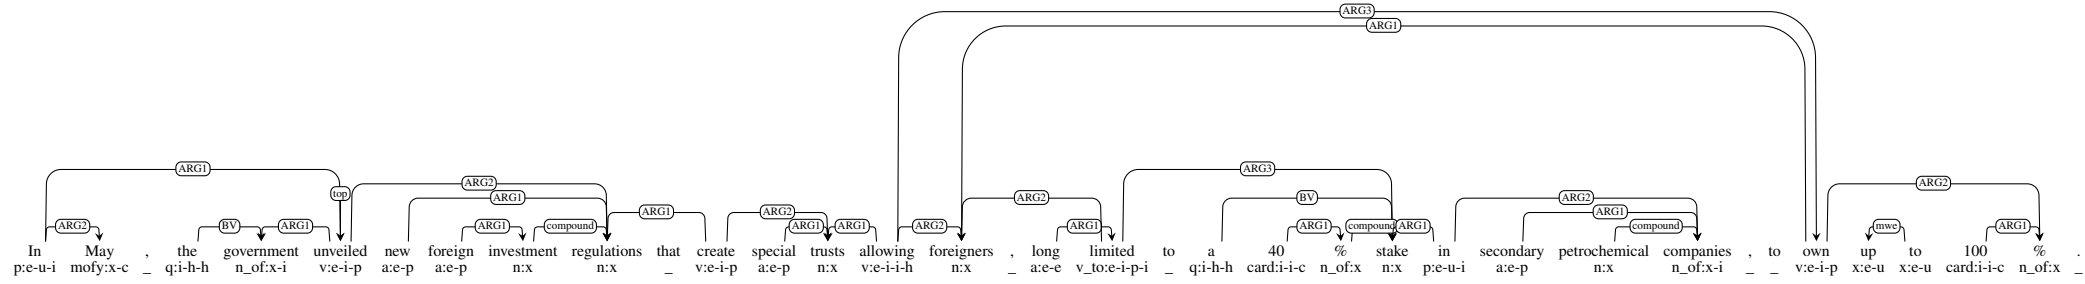 ARG3
ARG1
ARG1 ARG3
top ARG2 ARG2 ARG2
ARG1 ARG2 BV ARG2
ARG1 ARG2 ARG1
ARG2 BV ARG1 ARG1 compound ARG1 ARG1 ARG2 ARG1 ARG1 compound ARG1 compound mwe ARG1
In May , the government unveiled new foreign investment regulations that create special trusts allowing foreigners , long limited to a 40 % stake in secondary petrochemical companies , to own up to 100 % .
p:e-u-i mofy:x-c _ q:i-h-h n_of:x-i v:e-i-p a:e-p a:e-p n:x n:x _ v:e-i-p a:e-p n:x v:e-i-i-h n:x _ a:e-e v_to:e-i-p-i _ q:i-h-h card:i-i-c n_of:x n:x p:e-u-i a:e-p n:x n_of:x-i _ _ v:e-i-p x:e-u x:e-u card:i-i-c n_of:x _